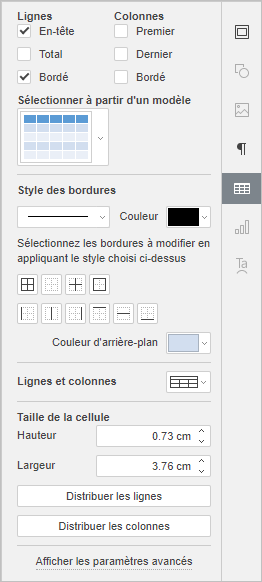 Lignes Colonnes
En-tête Premier
Total Dernier
Bordé Bordé
Sélectionner à partir d'un modèle
Style des bordures
Couleur
Sélectionnez les bordures à modifier en
appliquant le style choisi ci-dessus
Couleur d'arrière-plan
Lignes et colonnes
Taille de la cellule
Hauteur 0.73 cm
Largeur 3.76 cm
Distribuer les lignes
Distribuer les colonnes
Afficher les paramètres avancés
¶
Ta